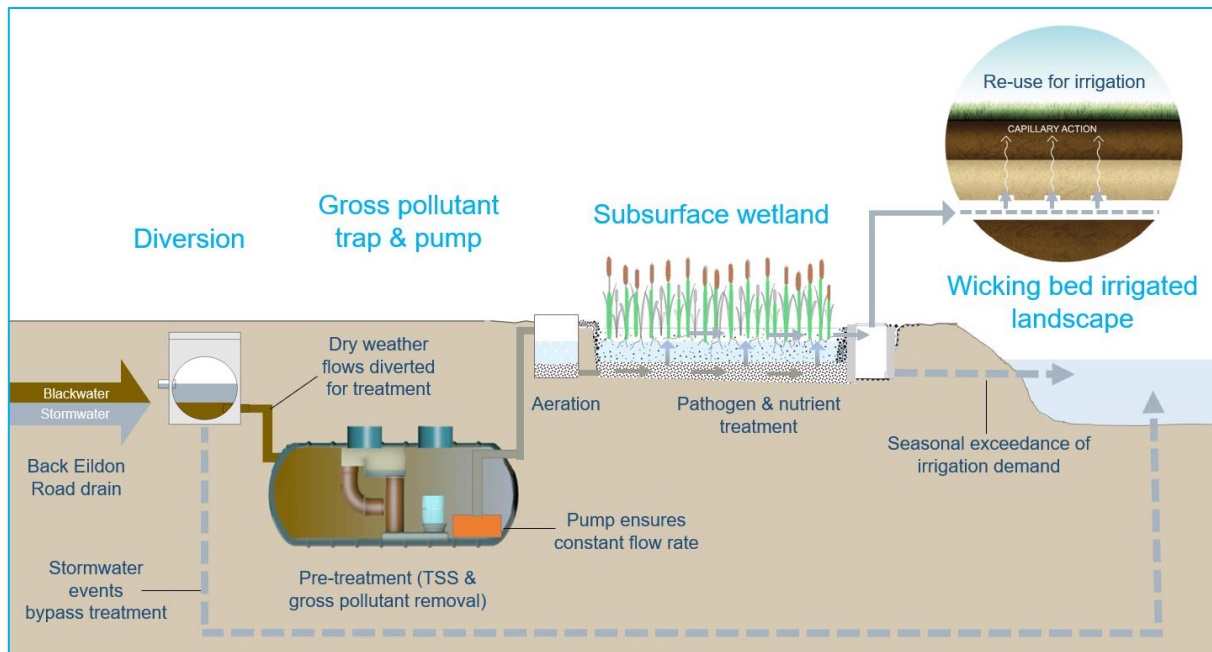 Re-use for irrigation
CAPILLARY ACTION
Wicking bed irrigated
landscape
Gross pollutant
trap & pump
Subsurface wetland
Diversion
Dry weather
flows diverted
for treatment
Blackwater
Stormwater
Back Eildon
Road drain
Aeration
Pathogen & nutrient
treatment
Seasonal exceedance of
irrigation demand
Pump ensures
constant flow rate
Pre-treatment (TSS &
gross pollutant removal)
Stormwater
events
bypass treatment